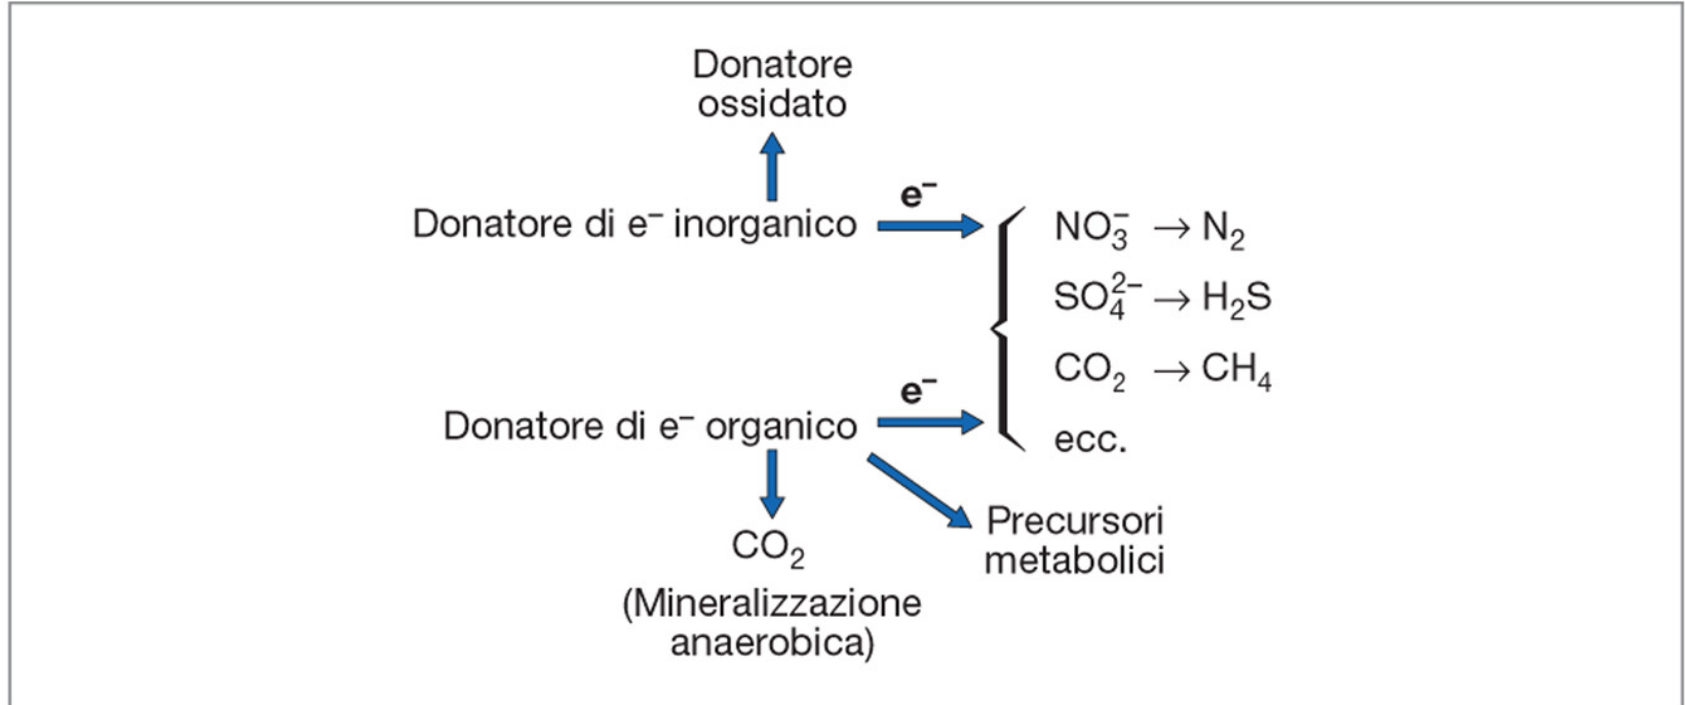 Donatore
ossidato
Donatore di e⁻ inorganico
e⁻
NO₃⁻ → N₂
SO₄²⁻ → H₂S
CO₂ → CH₄
ecc.
Donatore di e⁻ organico
e⁻
CO₂
(Mineralizzazione
anaerobica)
Precursori
metabolici